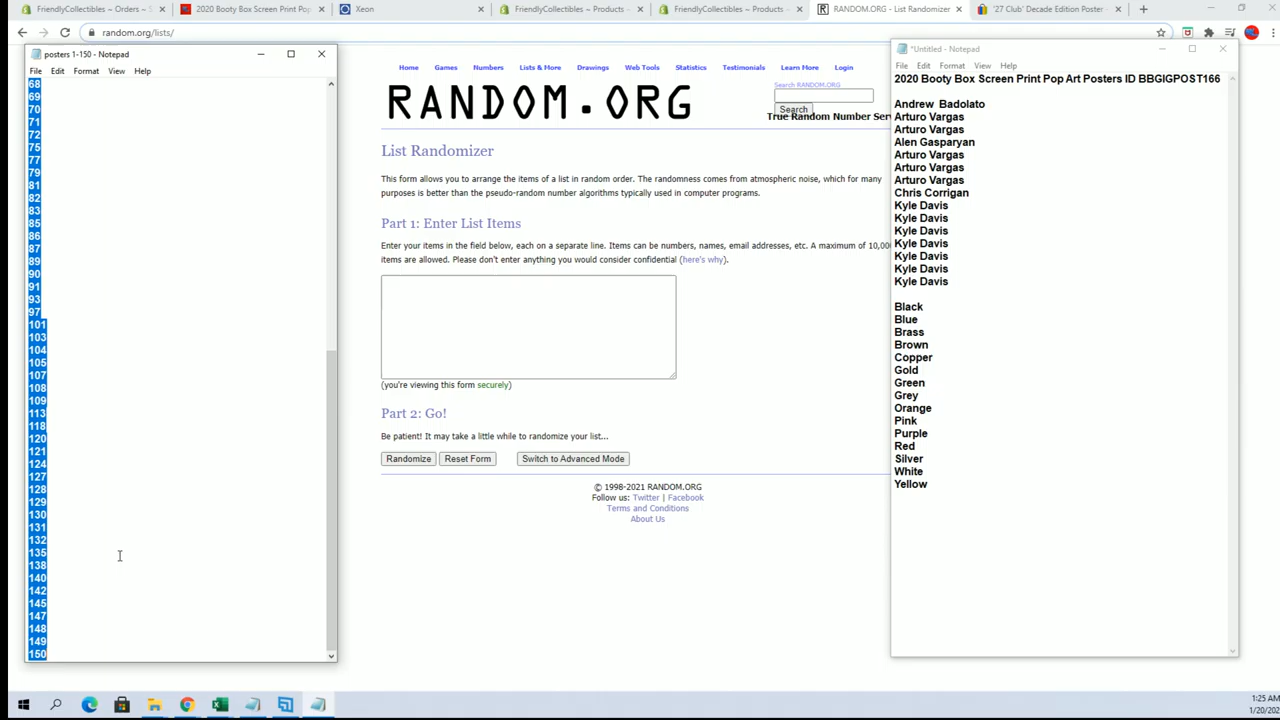 FriendlyCollectibles ~ Orders ~ S
2020 Booty Box Screen Print Pop
Xeon
FriendlyCollectibles ~ Products
FriendlyCollectibles ~ Products
RANDOM.ORG - List Randomizer
'27 Club' Decade Edition Poster
random.org/lists/
posters 1-150 - Notepad
File Edit Format View Help
68
69
70
71
72
75
77
79
81
82
83
85
86
87
89
90
91
93
97
101
103
104
105
107
108
109
113
118
120
121
124
127
128
129
130
131
132
135
138
140
142
145
147
148
149
150
Home Games Numbers Lists & More Drawings Web Tools Statistics Testimonials Learn More Login
RANDOM.ORG
Search RANDOM.ORG
Search
True Random Number Ser
List Randomizer
This form allows you to arrange the items of a list in random order. The randomness comes from atmospheric noise, which for many
purposes is better than the pseudo-random number algorithms typically used in computer programs.
Part 1: Enter List Items
Enter your items in the field below, each on a separate line. Items can be numbers, names, email addresses, etc. A maximum of 10,00
items are allowed. Please don't enter anything you would consider confidential (here's why).
(you're viewing this form securely)
Part 2: Go!
Be patient! It may take a little while to randomize your list...
Randomize Reset Form Switch to Advanced Mode
© 1998-2021 RANDOM.ORG
Follow us: Twitter | Facebook
Terms and Conditions
About Us
*Untitled - Notepad
File Edit Format View Help
2020 Booty Box Screen Print Pop Art Posters ID BBGIGPOST166
Andrew Badolato
Arturo Vargas
Arturo Vargas
Alen Gasparyan
Arturo Vargas
Arturo Vargas
Arturo Vargas
Chris Corrigan
Kyle Davis
Kyle Davis
Kyle Davis
Kyle Davis
Kyle Davis
Kyle Davis
Kyle Davis
Black
Blue
Brass
Brown
Copper
Gold
Green
Grey
Orange
Pink
Purple
Red
Silver
White
Yellow
1:25 AM
1/20/202